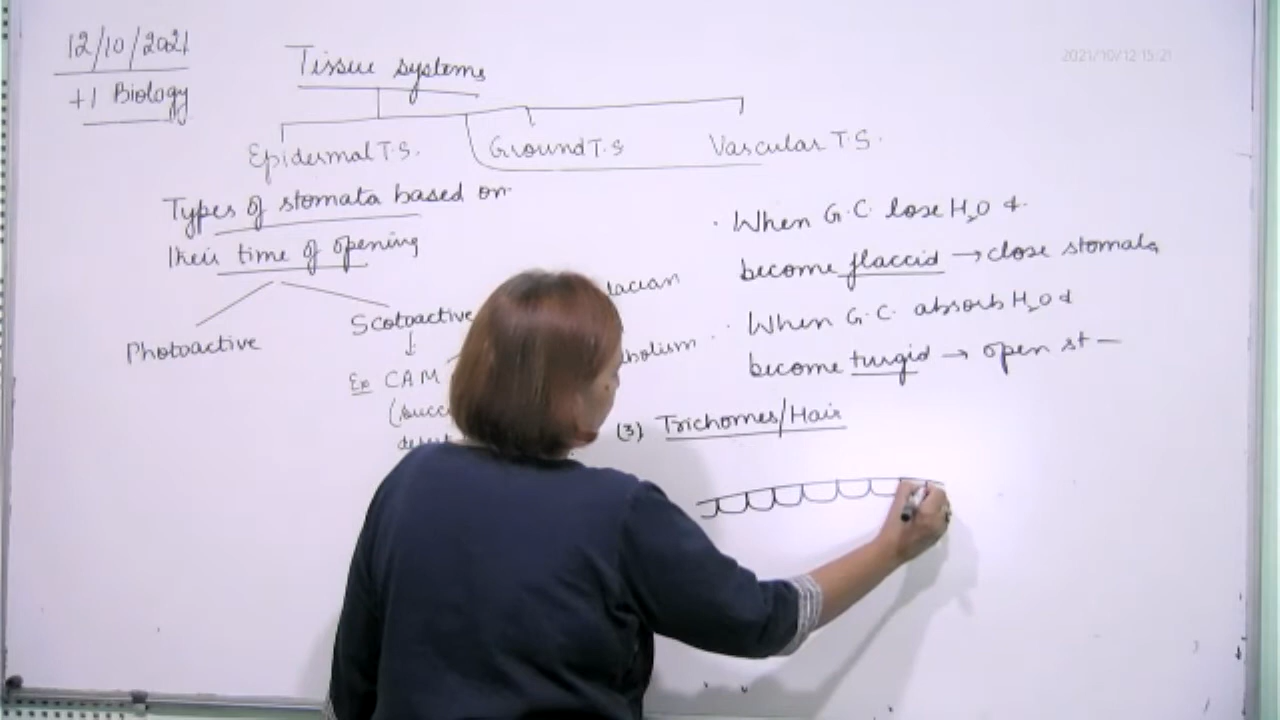 12/10/2021
+1 Biology
2021/10/12 15:21
Tissue systems
Epidermal T.S. Ground T.S Vascular T.S.
Types of stomata based on
their time of opening
Photoactive
Scotoactive
Ex CAM
· When G.C. lose H2O &
become flaccid → close stomata
· When G.C. absorb H2O &
become turgid → open st —
(3) Trichomes/Hair